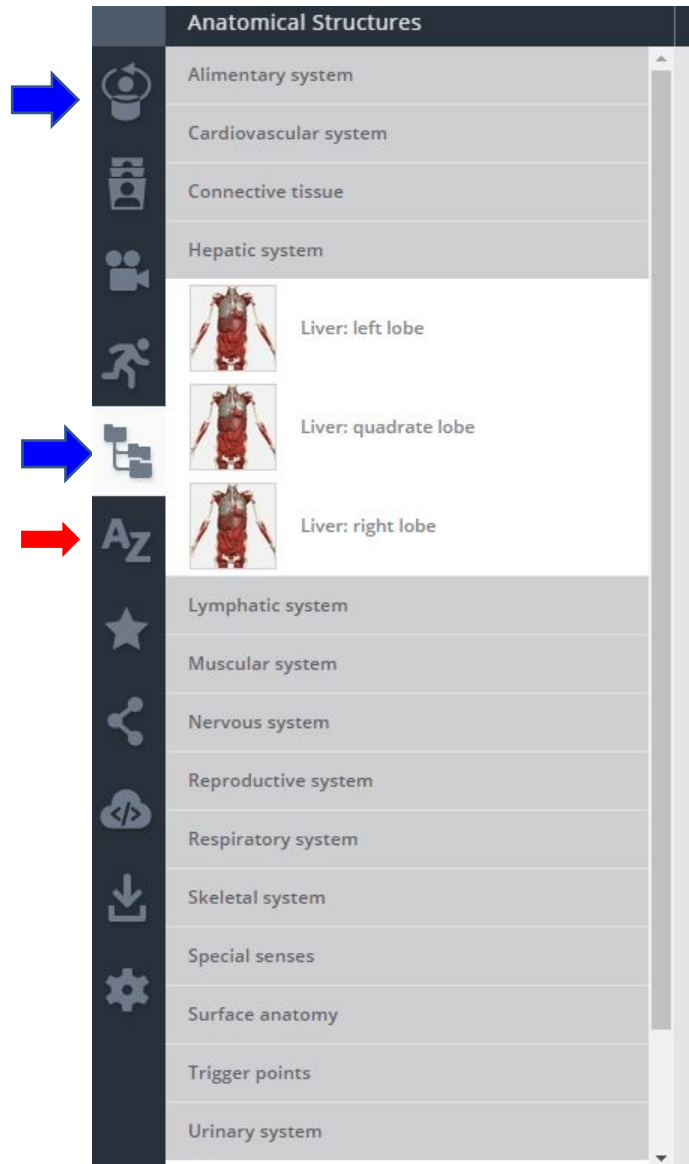 Anatomical Structures
Alimentary system
Cardiovascular system
Connective tissue
Hepatic system
Liver: left lobe
Liver: quadrate lobe
Liver: right lobe
AZ
Lymphatic system
Muscular system
Nervous system
Reproductive system
</>
Respiratory system
Skeletal system
Special senses
Surface anatomy
Trigger points
Urinary system